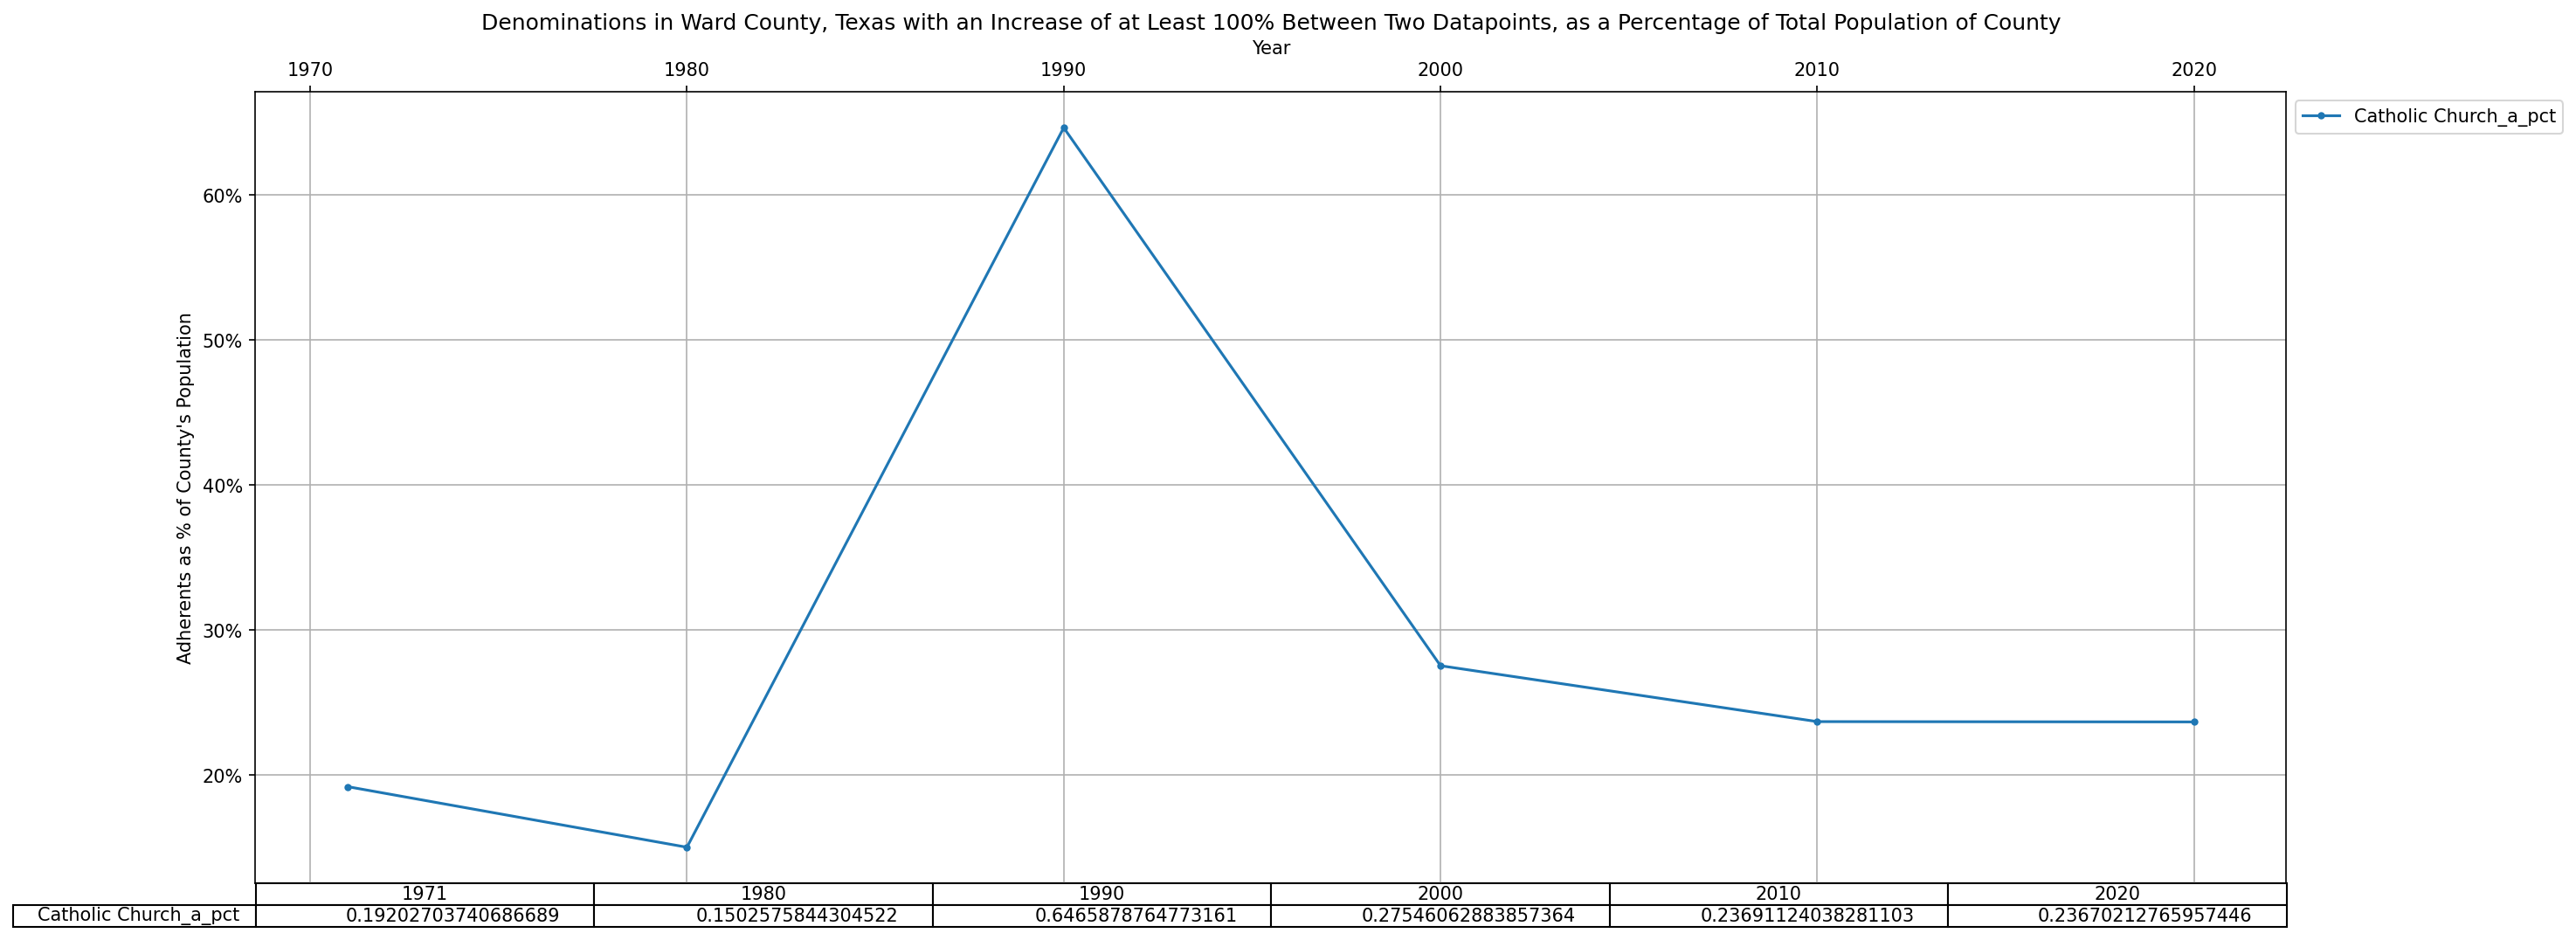 Denominations in Ward County, Texas with an Increase of at Least 100% Between Two Datapoints, as a Percentage of Total Population of County
Year
1970 1980 1990 2000 2010 2020
Catholic Church_a_pct
Adherents as % of County's Population
60%
50%
40%
30%
20%
1971 1980 1990 2000 2010 2020
Catholic Church_a_pct 0.19202703740686689 0.1502575844304522 0.6465878764773161 0.27546062883857364 0.23691124038281103 0.23670212765957446